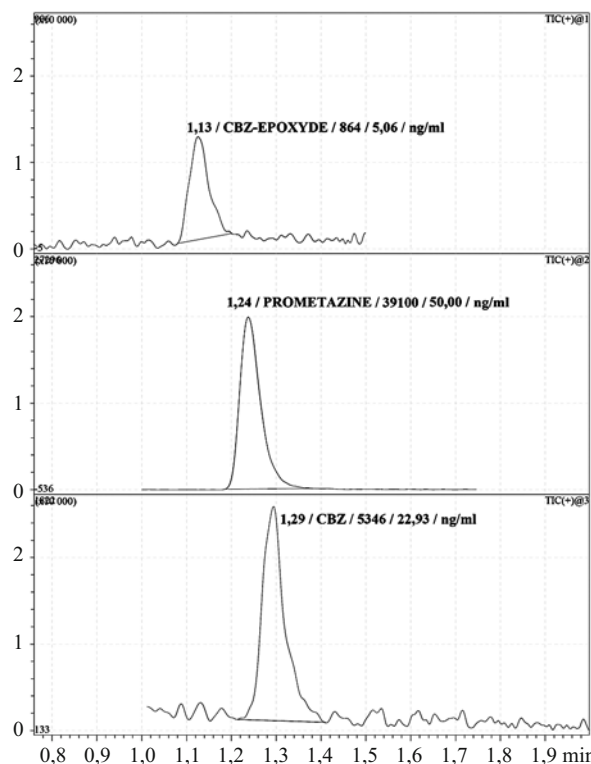 TIC(+)@1
2
1,13 / CBZ-EPOXYDE / 864 / 5,06 / ng/ml
1
0
-5
TIC(+)@2
1,24 / PROMETAZINE / 39100 / 50,00 / ng/ml
2
1
0
-536
TIC(+)@3
1,29 / CBZ / 5346 / 22,93 / ng/ml
2
1
0
133
0,8 0,9 1,0 1,1 1,2 1,3 1,4 1,5 1,6 1,7 1,8 1,9 min